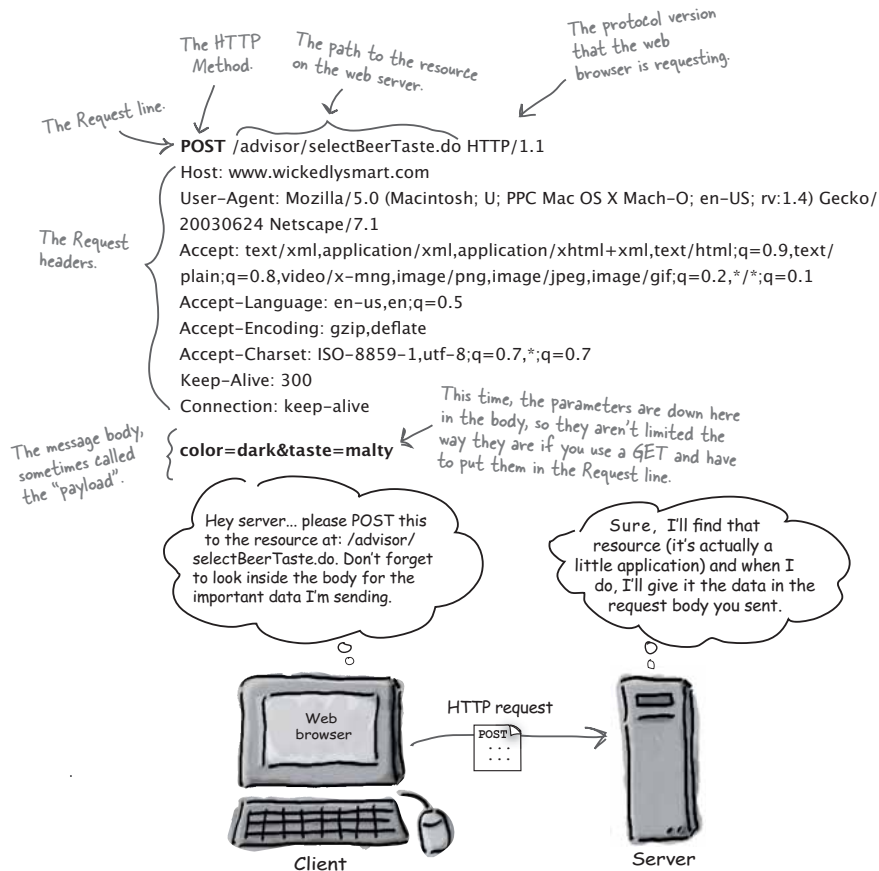 The HTTP
Method.
The path to the resource
on the web server.
The protocol version
that the web
browser is requesting.
The Request line.
POST /advisor/selectBeerTaste.do HTTP/1.1
Host: www.wickedlysmart.com
User-Agent: Mozilla/5.0 (Macintosh; U; PPC Mac OS X Mach-O; en-US; rv:1.4) Gecko/
20030624 Netscape/7.1
The Request
headers.
Accept: text/xml,application/xml,application/xhtml+xml,text/html;q=0.9,text/
plain;q=0.8,video/x-mng,image/png,image/jpeg,image/gif;q=0.2,*/*;q=0.1
Accept-Language: en-us,en;q=0.5
Accept-Encoding: gzip,deflate
Accept-Charset: ISO-8859-1,utf-8;q=0.7,*;q=0.7
Keep-Alive: 300
Connection: keep-alive
This time, the parameters are down here
in the body, so they aren't limited the
way they are if you use a GET and have
to put them in the Request line.
The message body,
sometimes called
the "payload".
color=dark&taste=malty
Hey server... please POST this
to the resource at: /advisor/
selectBeerTaste.do. Don't forget
to look inside the body for the
important data I'm sending.
Sure, I'll find that
resource (it's actually a
little application) and when I
do, I'll give it the data in the
request body you sent.
Web
browser
HTTP request
POST
...
...
Client
Server